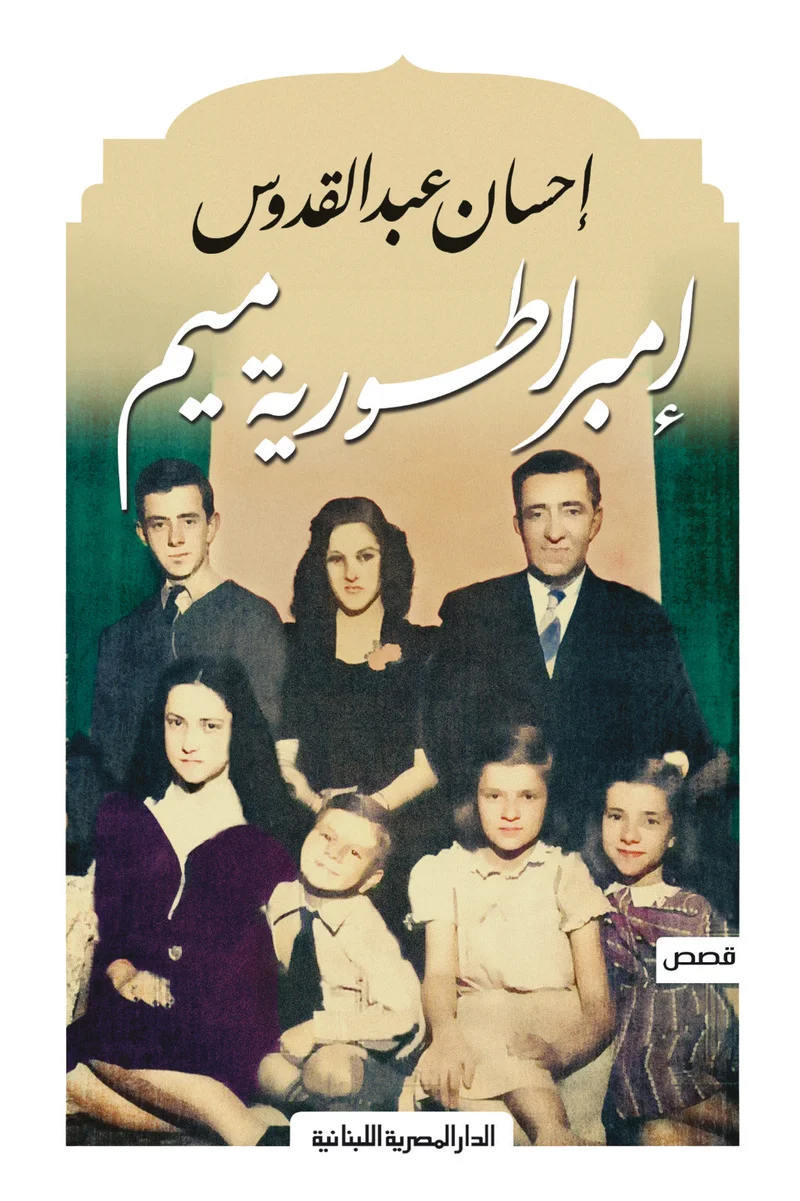 إحسان عبد القدوس
إمبراطورية ميم
قصص
الدار المصرية اللبنانية